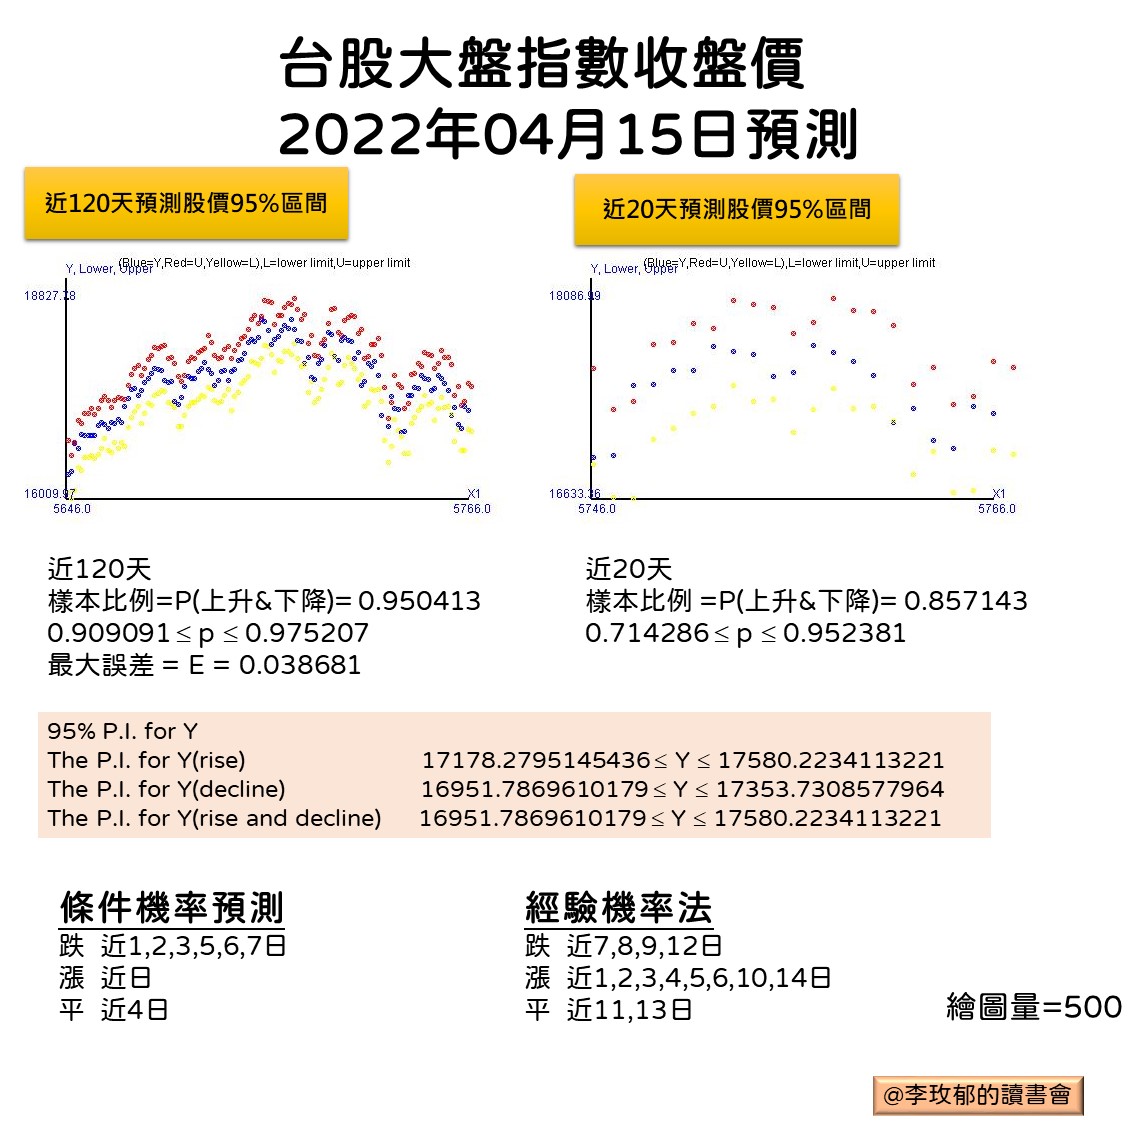 台股大盤指數收盤價
2022年04月15日預測
近120天預測股價95%區間
近20天預測股價95%區間
Y, Lower, Upper
(Blue=Y,Red=U,Yellow=L),L=lower limit,U=upper limit
18827.78
16009.97
X1
5646.0
5766.0
Y, Lower, Upper
(Blue=Y,Red=U,Yellow=L),L=lower limit,U=upper limit
18086.99
16633.36
X1
5746.0
5766.0
近120天
樣本比例=P(上升&下降)= 0.950413
0.909091≤ p ≤ 0.975207
最大誤差 = E = 0.038681
近20天
樣本比例 =P(上升&下降)= 0.857143
0.714286≤ p ≤ 0.952381
95% P.I. for Y
The P.I. for Y(rise) 17178.2795145436≤ Y ≤ 17580.2234113221
The P.I. for Y(decline) 16951.7869610179≤ Y ≤ 17353.7308577964
The P.I. for Y(rise and decline) 16951.7869610179≤ Y ≤ 17580.2234113221
條件機率預測
跌 近1,2,3,5,6,7日
漲 近日
平 近4日
經驗機率法
跌 近7,8,9,12日
漲 近1,2,3,4,5,6,10,14日
平 近11,13日
繪圖量=500
@李玫郁的讀書會